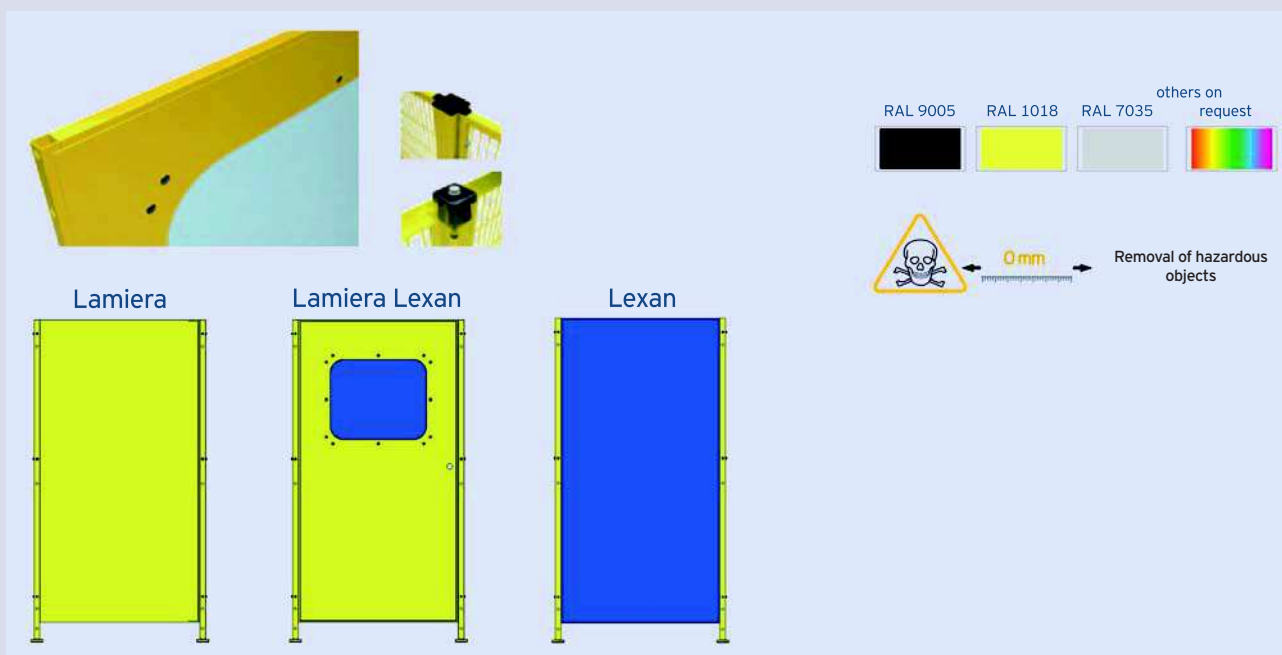 others on
RAL 9005 RAL 1018 RAL 7035 request
0 mm
Removal of hazardous
objects
Lamiera Lamiera Lexan Lexan